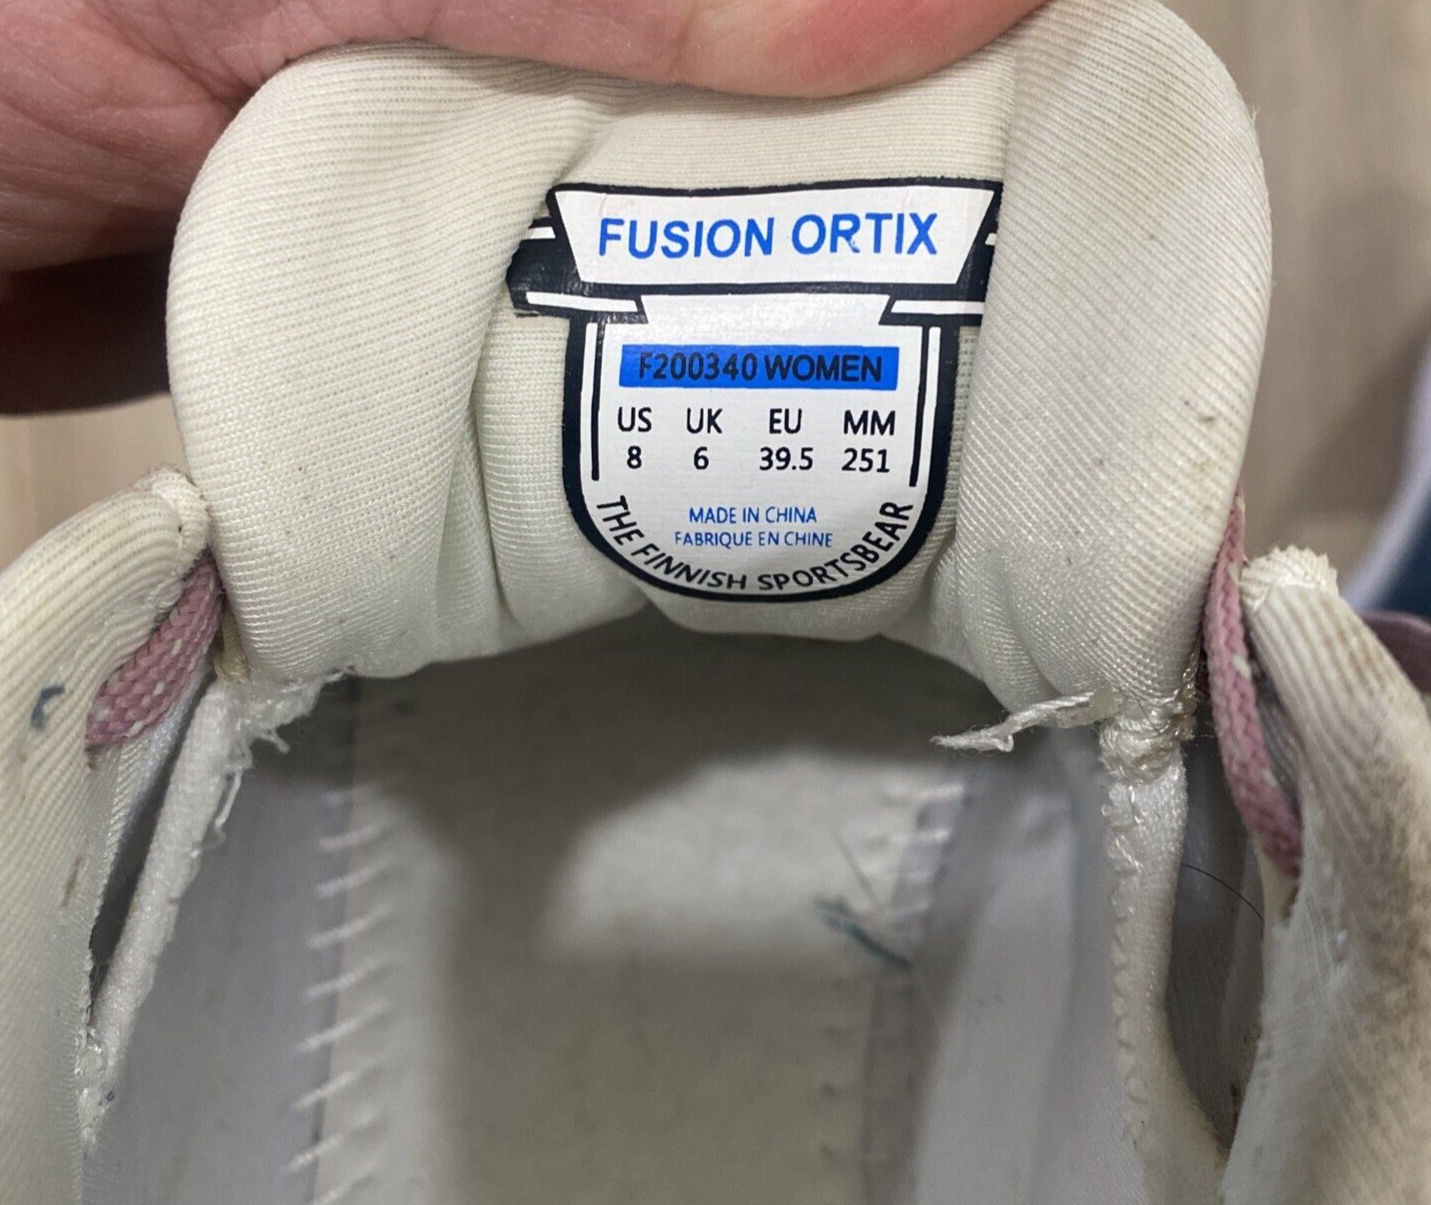 FUSION ORTIX
F200340 WOMEN
US UK EU MM
8 6 39.5 251
MADE IN CHINA
FABRIQUE EN CHINE
THE FINNISH SPORTSBEAR